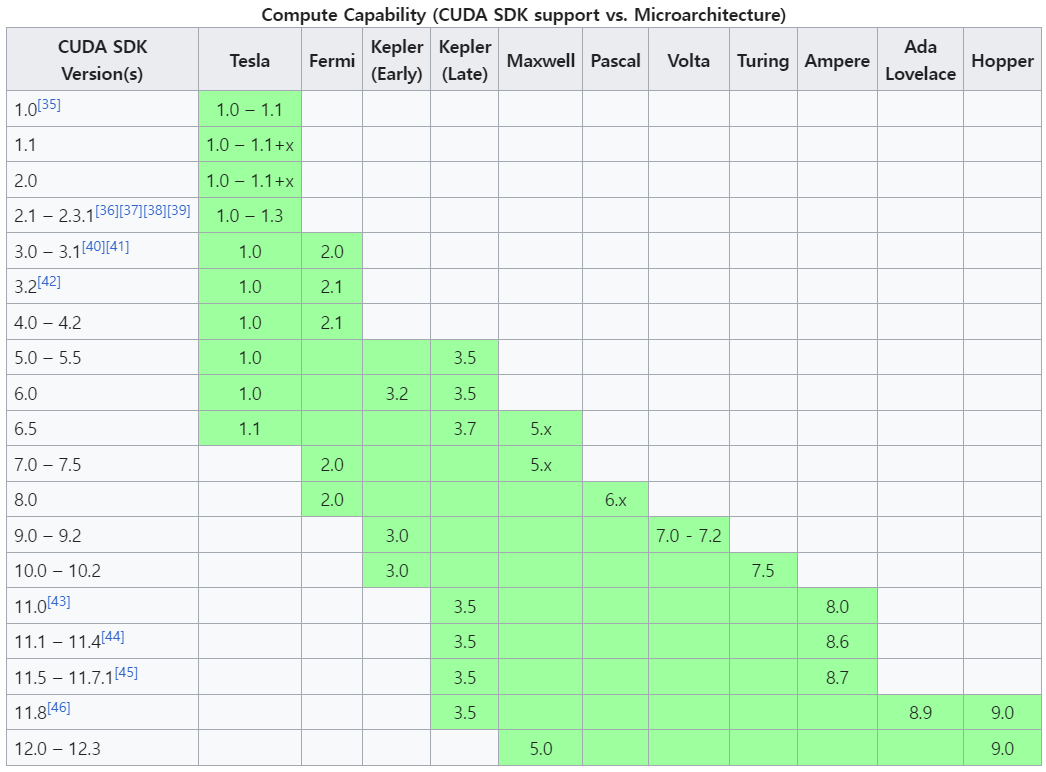 Compute Capability (CUDA SDK support vs. Microarchitecture)
CUDA SDK Version(s) Tesla Fermi Kepler (Early) Kepler (Late) Maxwell Pascal Volta Turing Ampere Ada Lovelace Hopper
1.0[35] 1.0 – 1.1
1.1 1.0 – 1.1+x
2.0 1.0 – 1.1+x
2.1 – 2.3.1[36][37][38][39] 1.0 – 1.3
3.0 – 3.1[40][41] 1.0 2.0
3.2[42] 1.0 2.1
4.0 – 4.2 1.0 2.1
5.0 – 5.5 1.0 3.5
6.0 1.0 3.2 3.5
6.5 1.1 3.7 5.x
7.0 – 7.5 2.0 5.x
8.0 2.0 6.x
9.0 – 9.2 3.0 7.0 - 7.2
10.0 – 10.2 3.0 7.5
11.0[43] 3.5 8.0
11.1 – 11.4[44] 3.5 8.6
11.5 – 11.7.1[45] 3.5 8.7
11.8[46] 3.5 8.9 9.0
12.0 – 12.3 5.0 9.0